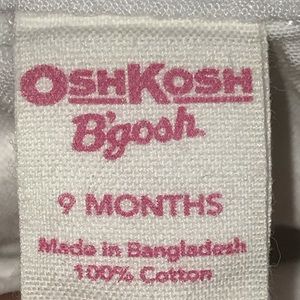 OSHKOSH
B'gosh.
9 MONTHS
Made in Bangladesh
100% Cotton